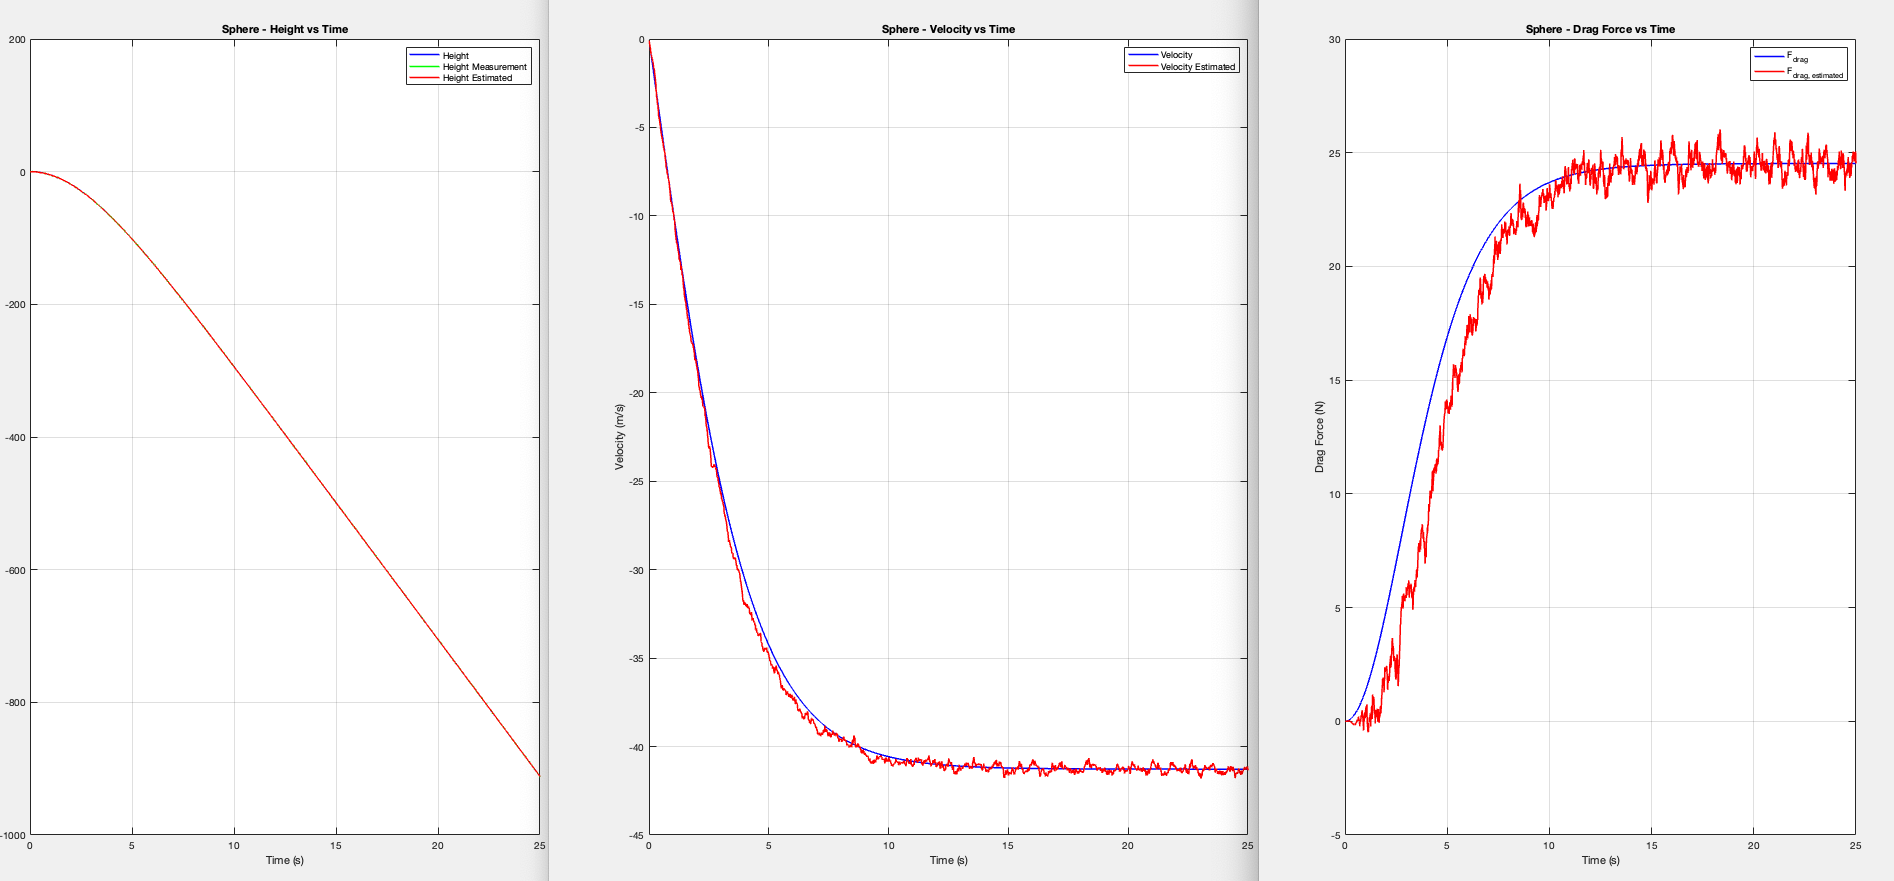 Sphere - Height vs Time
200
0
-200
-400
-600
-800
-1000
0
5
10
15
20
25
Time (s)
Height
Height Measurement
Height Estimated
Sphere - Velocity vs Time
Velocity (m/s)
0
-5
-10
-15
-20
-25
-30
-35
-40
-45
0
5
10
15
20
25
Time (s)
Velocity
Velocity Estimated
Sphere - Drag Force vs Time
Drag Force (N)
30
25
20
15
10
5
0
-5
0
5
10
15
20
25
Time (s)
F drag
F drag, estimated